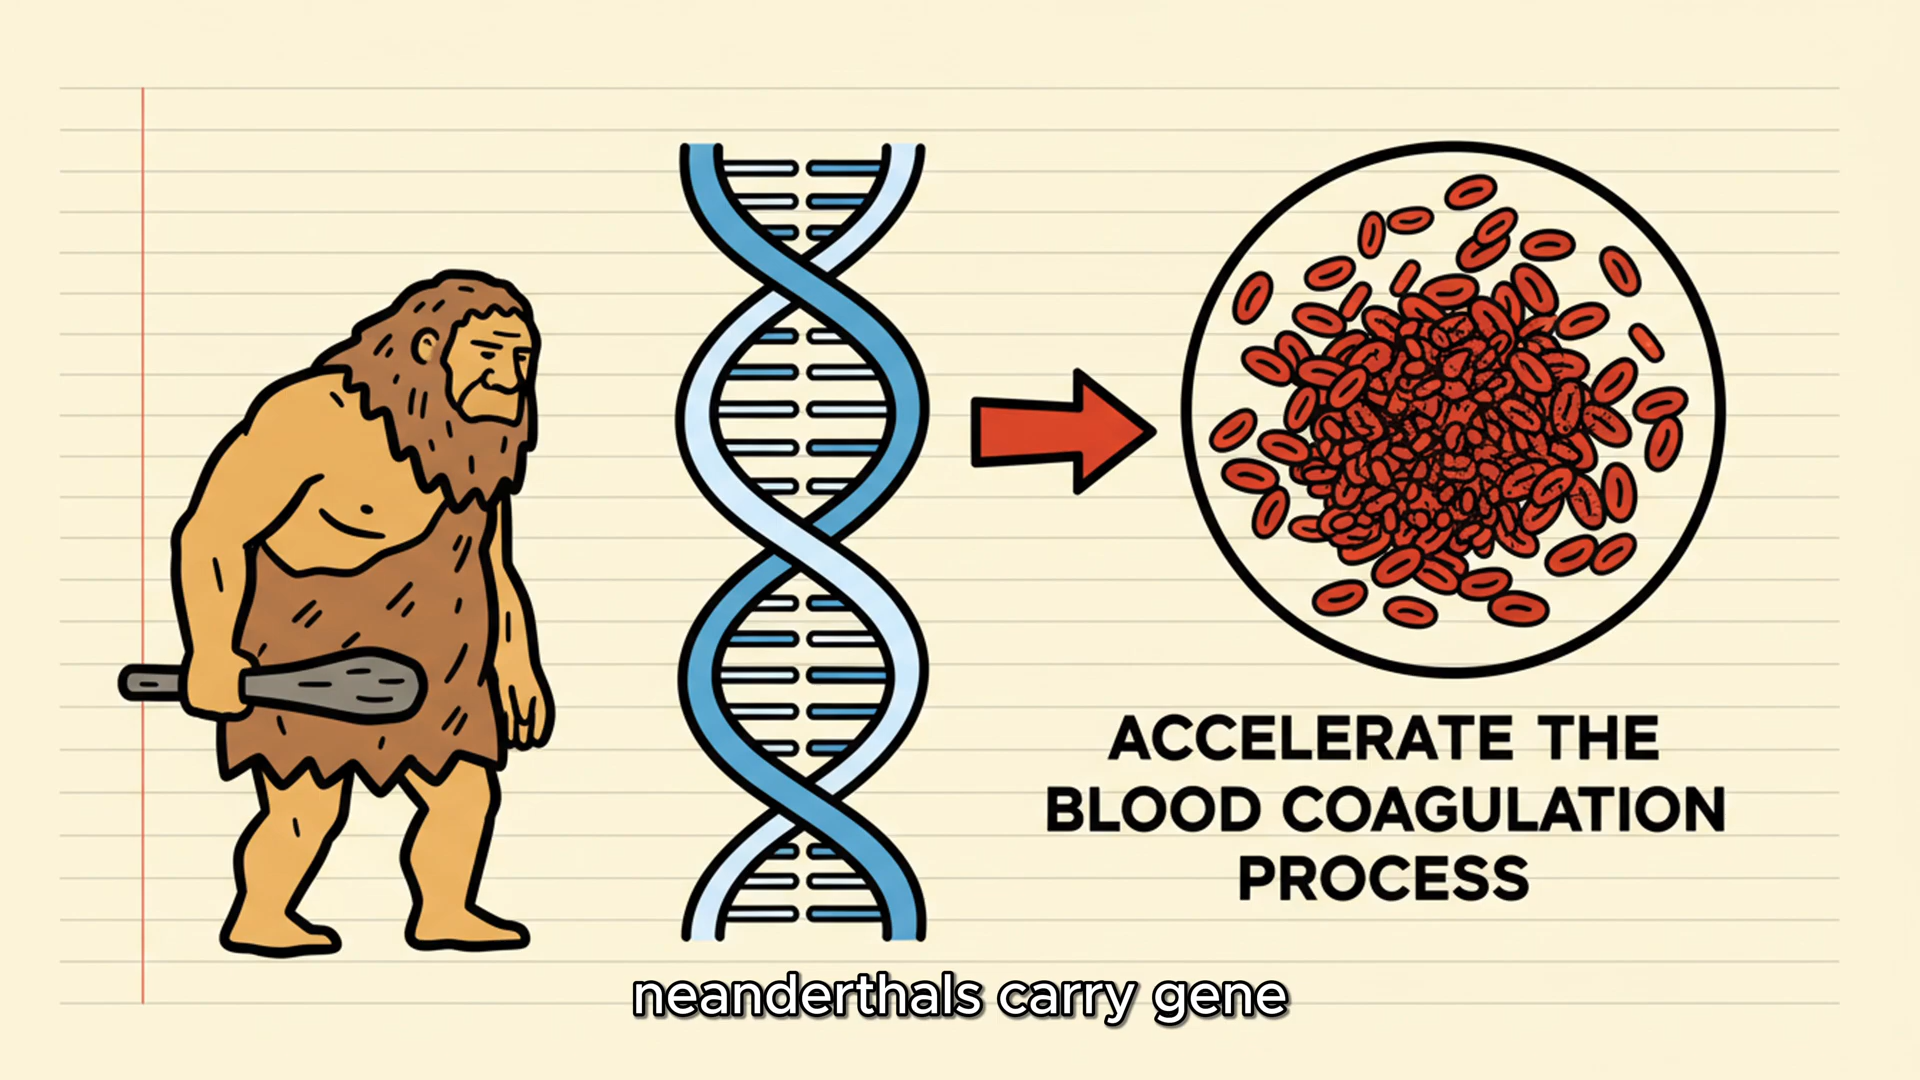 ACCELERATE THE
BLOOD COAGULATION
PROCESS
neanderthals carry gene